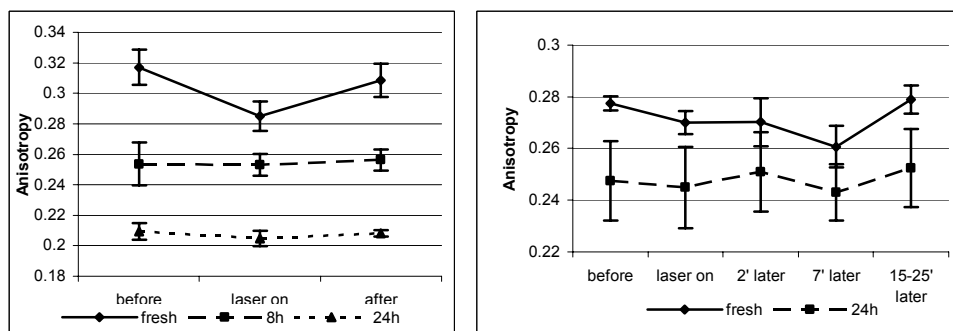 Anisotropy
0.34
0.32
0.3
0.28
0.26
0.24
0.22
0.2
0.18
before laser on after
fresh 8h 24h
Anisotropy
0.3
0.28
0.26
0.24
0.22
before laser on 2' later 7' later 15-25'
later
fresh 24h